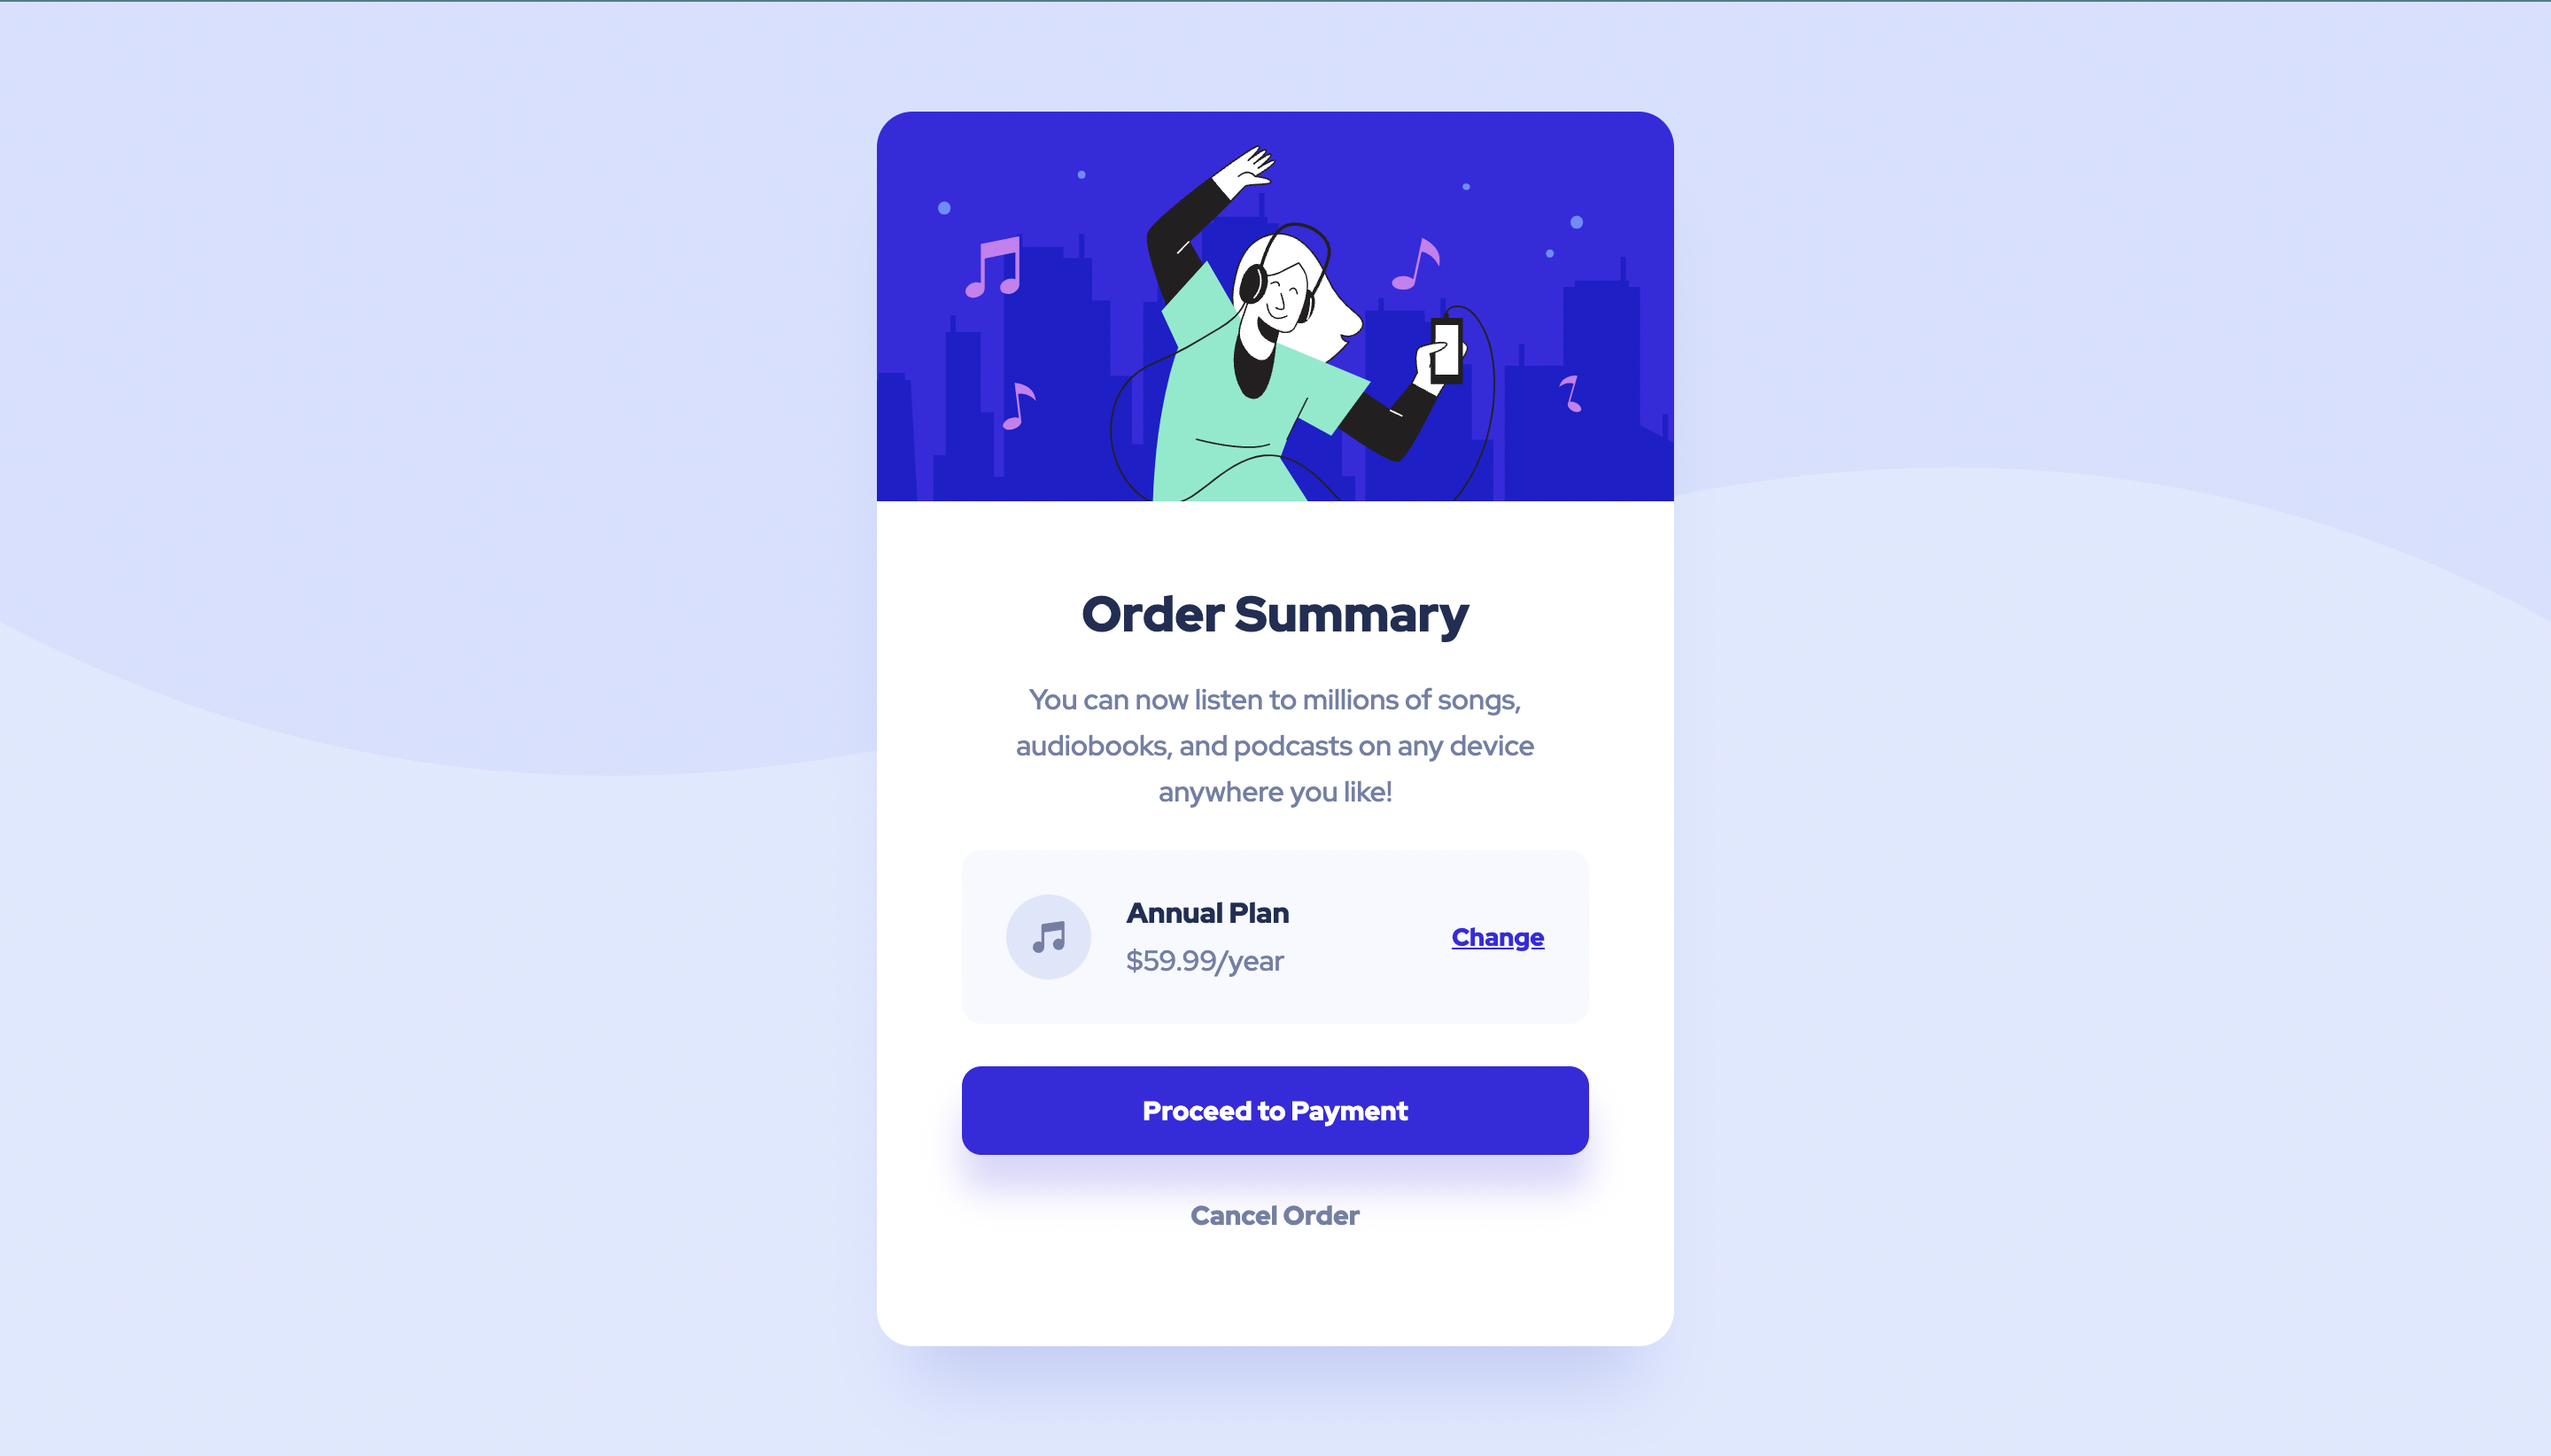 Order Summary
You can now listen to millions of songs,
audiobooks, and podcasts on any device
anywhere you like!
Annual Plan
$59.99/year
Change
Proceed to Payment
Cancel Order